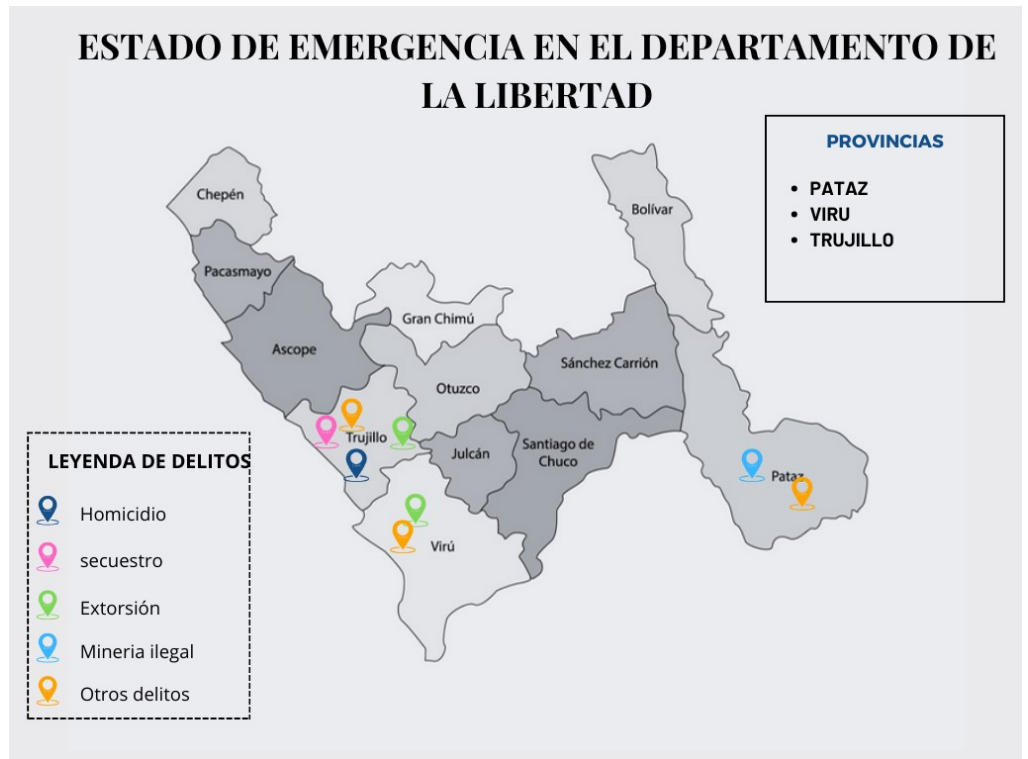 ESTADO DE EMERGENCIA EN EL DEPARTAMENTO DE
LA LIBERTAD
PROVINCIAS
• PATAZ
• VIRU
• TRUJILLO
Chepén
Pacasmayo
Ascope
Gran Chimú
Bolívar
Otuzco
Sánchez Carrión
Trujillo
Julcán
Santiago de
Chuco
Pataz
Virú
LEYENDA DE DELITOS
Homicidio
secuestro
Extorsión
Mineria ilegal
Otros delitos